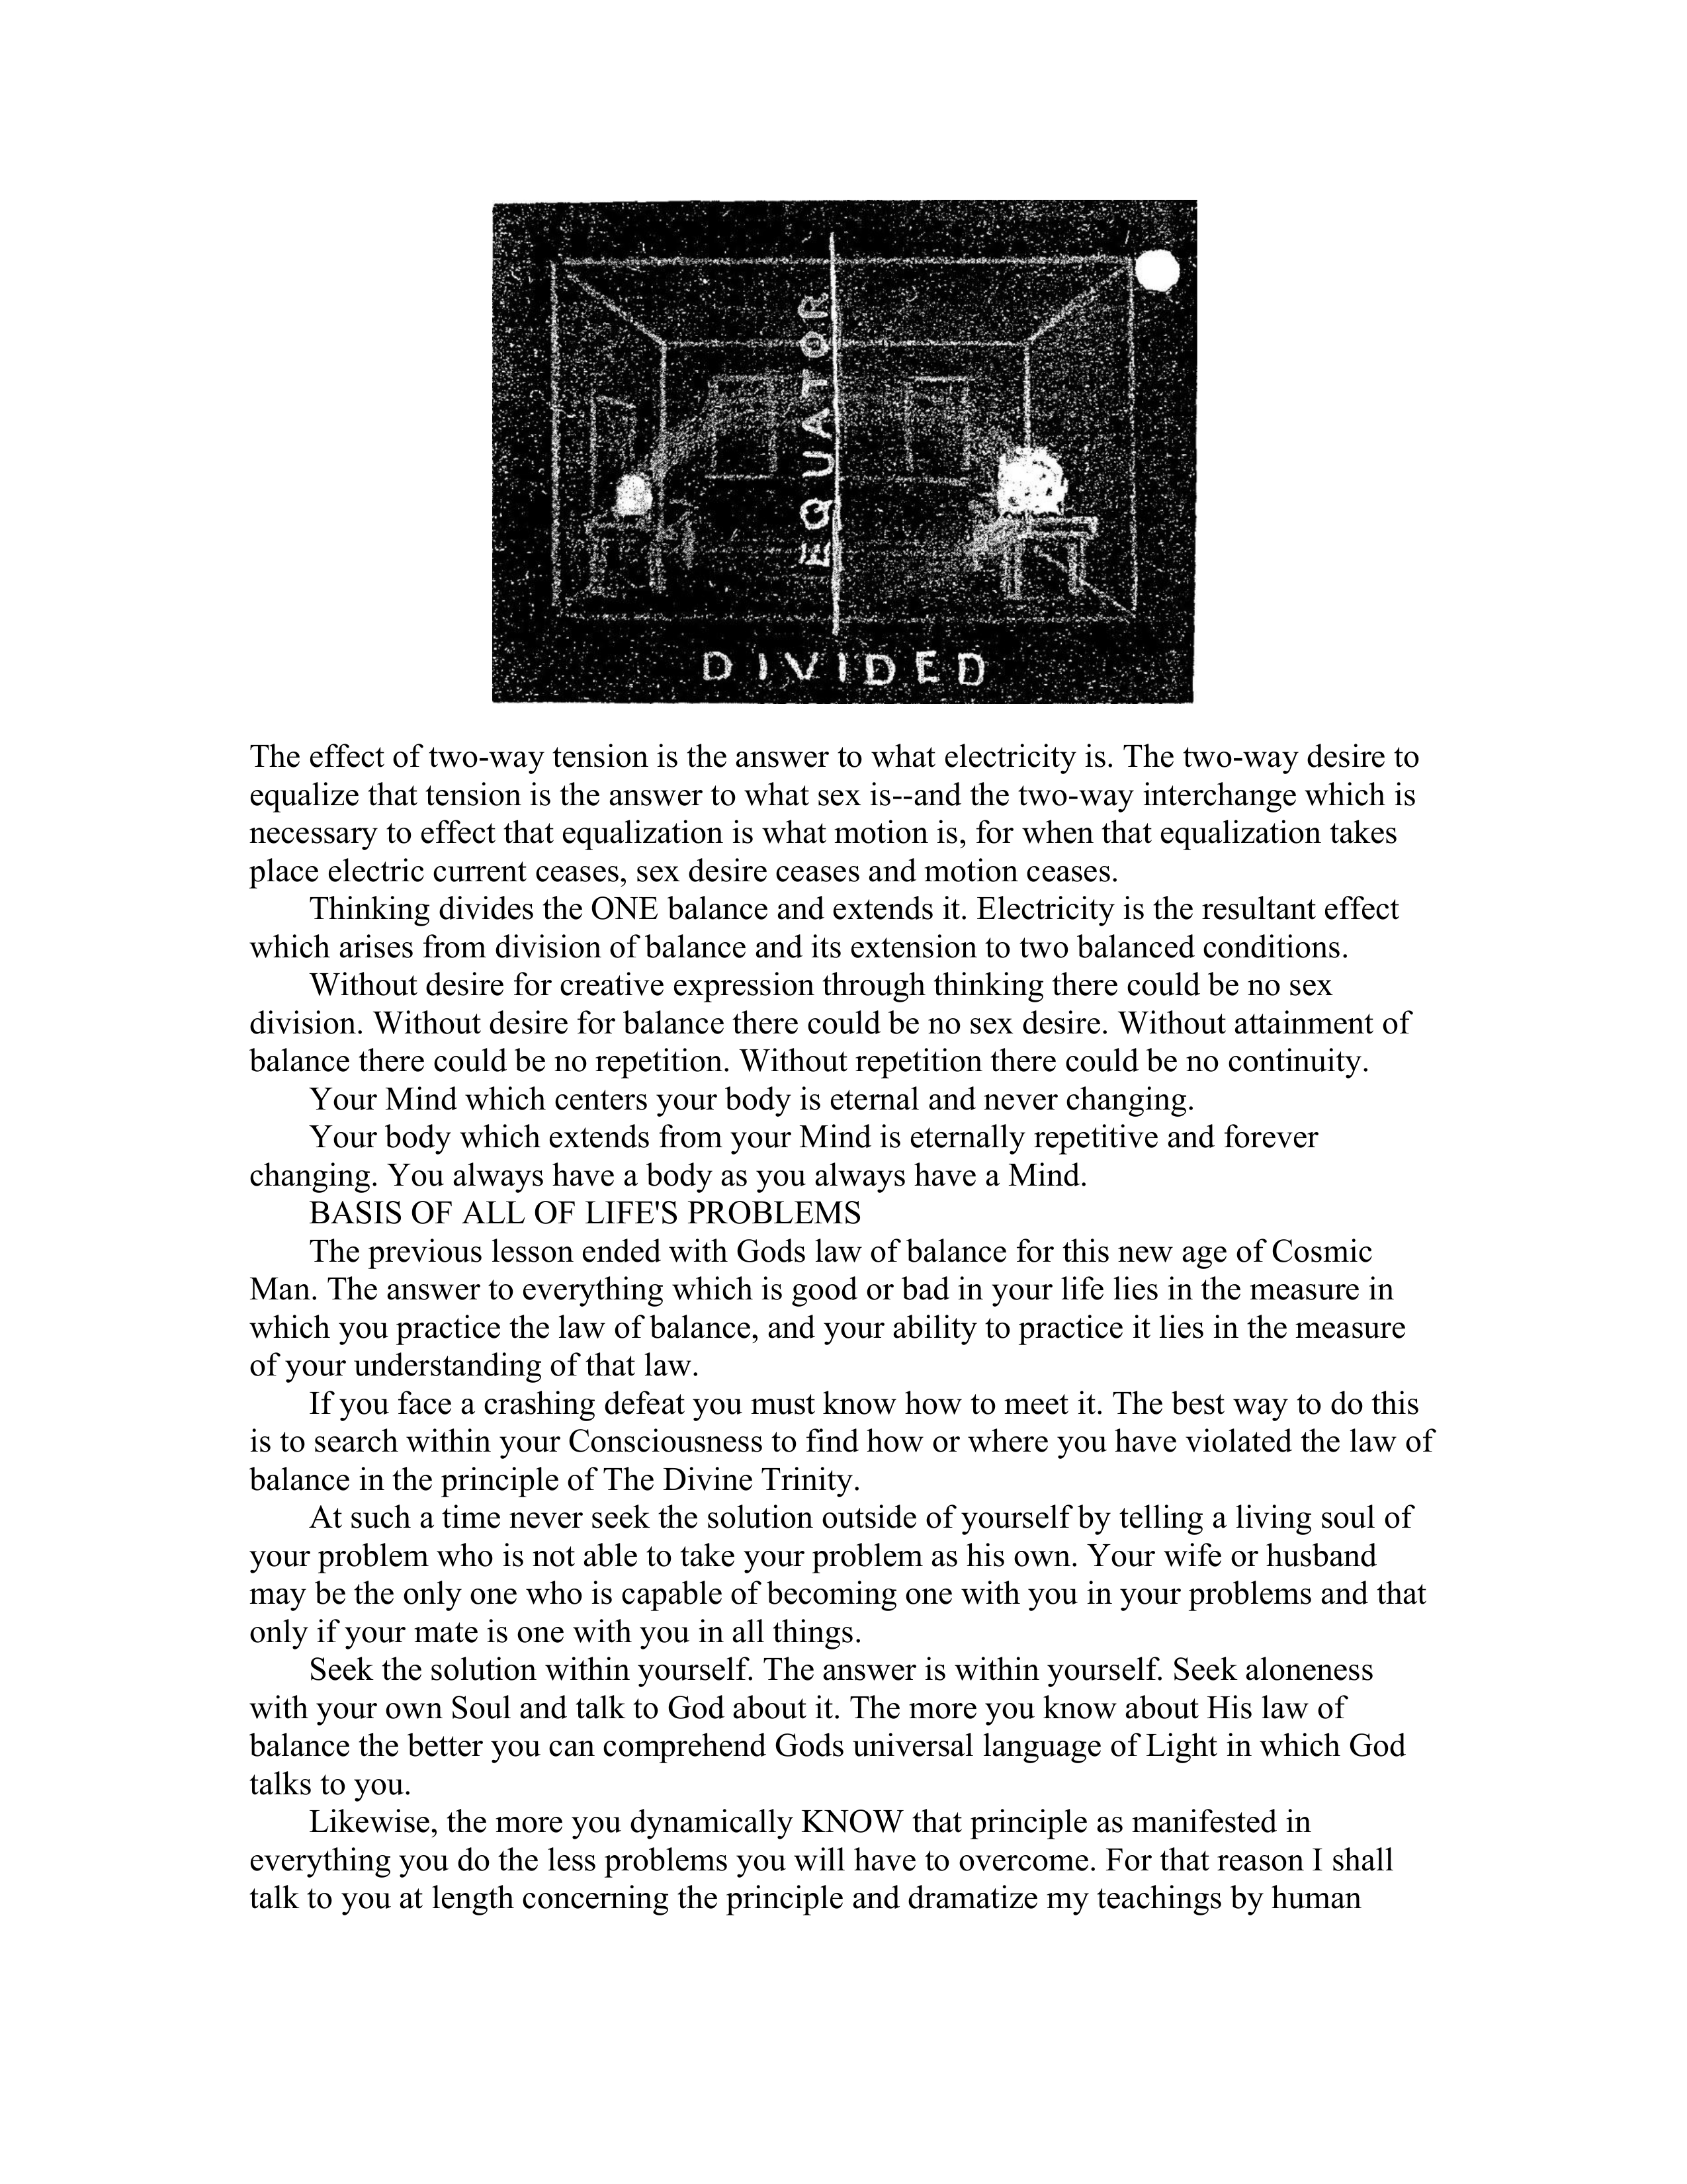 EQUATOR
DIVIDED
The effect of two-way tension is the answer to what electricity is. The two-way desire to
equalize that tension is the answer to what sex is--and the two-way interchange which is
necessary to effect that equalization is what motion is, for when that equalization takes
place electric current ceases, sex desire ceases and motion ceases.
Thinking divides the ONE balance and extends it. Electricity is the resultant effect
which arises from division of balance and its extension to two balanced conditions.
Without desire for creative expression through thinking there could be no sex
division. Without desire for balance there could be no sex desire. Without attainment of
balance there could be no repetition. Without repetition there could be no continuity.
Your Mind which centers your body is eternal and never changing.
Your body which extends from your Mind is eternally repetitive and forever
changing. You always have a body as you always have a Mind.
BASIS OF ALL OF LIFE'S PROBLEMS
The previous lesson ended with Gods law of balance for this new age of Cosmic
Man. The answer to everything which is good or bad in your life lies in the measure in
which you practice the law of balance, and your ability to practice it lies in the measure
of your understanding of that law.
If you face a crashing defeat you must know how to meet it. The best way to do this
is to search within your Consciousness to find how or where you have violated the law of
balance in the principle of The Divine Trinity.
At such a time never seek the solution outside of yourself by telling a living soul of
your problem who is not able to take your problem as his own. Your wife or husband
may be the only one who is capable of becoming one with you in your problems and that
only if your mate is one with you in all things.
Seek the solution within yourself. The answer is within yourself. Seek aloneness
with your own Soul and talk to God about it. The more you know about His law of
balance the better you can comprehend Gods universal language of Light in which God
talks to you.
Likewise, the more you dynamically KNOW that principle as manifested in
everything you do the less problems you will have to overcome. For that reason I shall
talk to you at length concerning the principle and dramatize my teachings by human